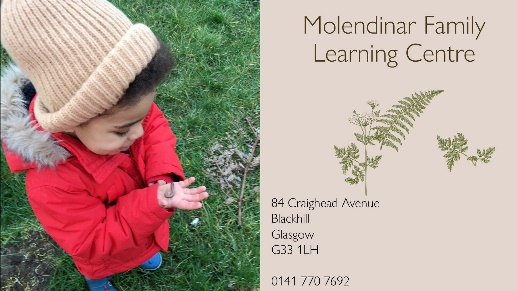 Molendinar Family
Learning Centre
84 Craighead Avenue
Blackhill
Glasgow
G33 1LH
0141 770 7692